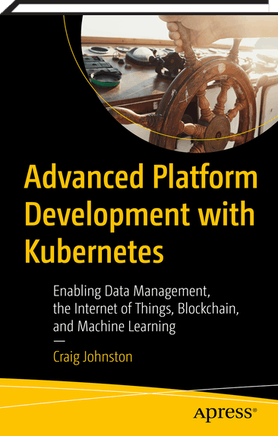 Advanced Platform
Development with
Kubernetes
Enabling Data Management,
the Internet of Things, Blockchain,
and Machine Learning
Craig Johnston
Apress®